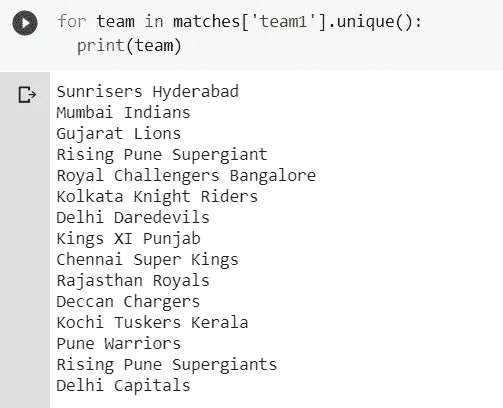 for team in matches['team1'].unique():
  print(team)
Sunrisers Hyderabad
Mumbai Indians
Gujarat Lions
Rising Pune Supergiant
Royal Challengers Bangalore
Kolkata Knight Riders
Delhi Daredevils
Kings XI Punjab
Chennai Super Kings
Rajasthan Royals
Deccan Chargers
Kochi Tuskers Kerala
Pune Warriors
Rising Pune Supergiants
Delhi Capitals